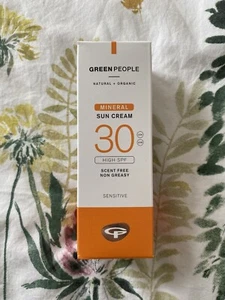 GREEN PEOPLE
NATURAL + ORGANIC
MINERAL
SUN CREAM
30
HIGH SPF
SCENT FREE
NON GREASY
SENSITIVE